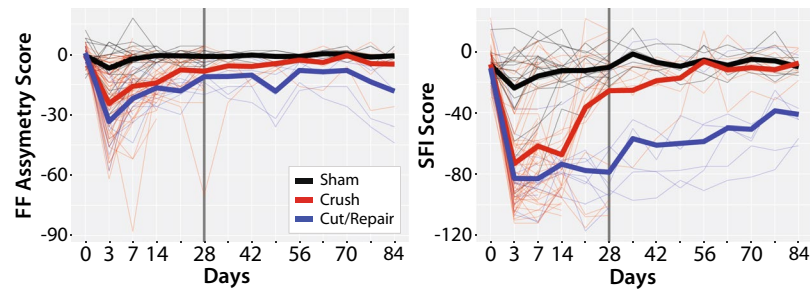 FF Assymetry Score
0
-30
-60
-90
0 3 7 14 28 42 56 70 84
Days
Sham
Crush
Cut/Repair
SFI Score
0
-40
-80
-120
0 3 7 14 28 42 56 70 84
Days